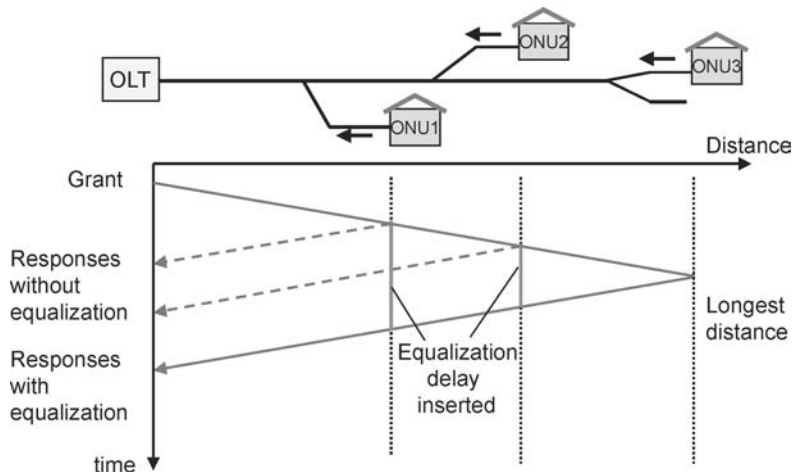 OLT
ONU2
ONU3
ONU1
Distance
Grant
Responses
without
equalization
Responses
with
equalization
Equalization
delay
inserted
Longest
distance
time